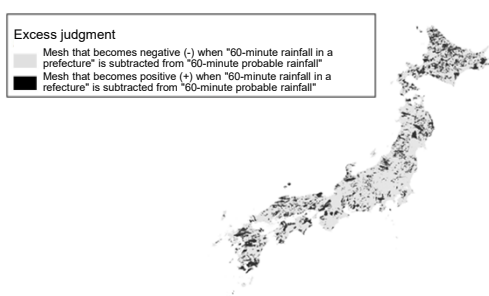 Excess judgment
Mesh that becomes negative (-) when "60-minute rainfall in a
prefecture" is subtracted from "60-minute probable rainfall"
Mesh that becomes positive (+) when "60-minute rainfall in a
refecture" is subtracted from "60-minute probable rainfall"